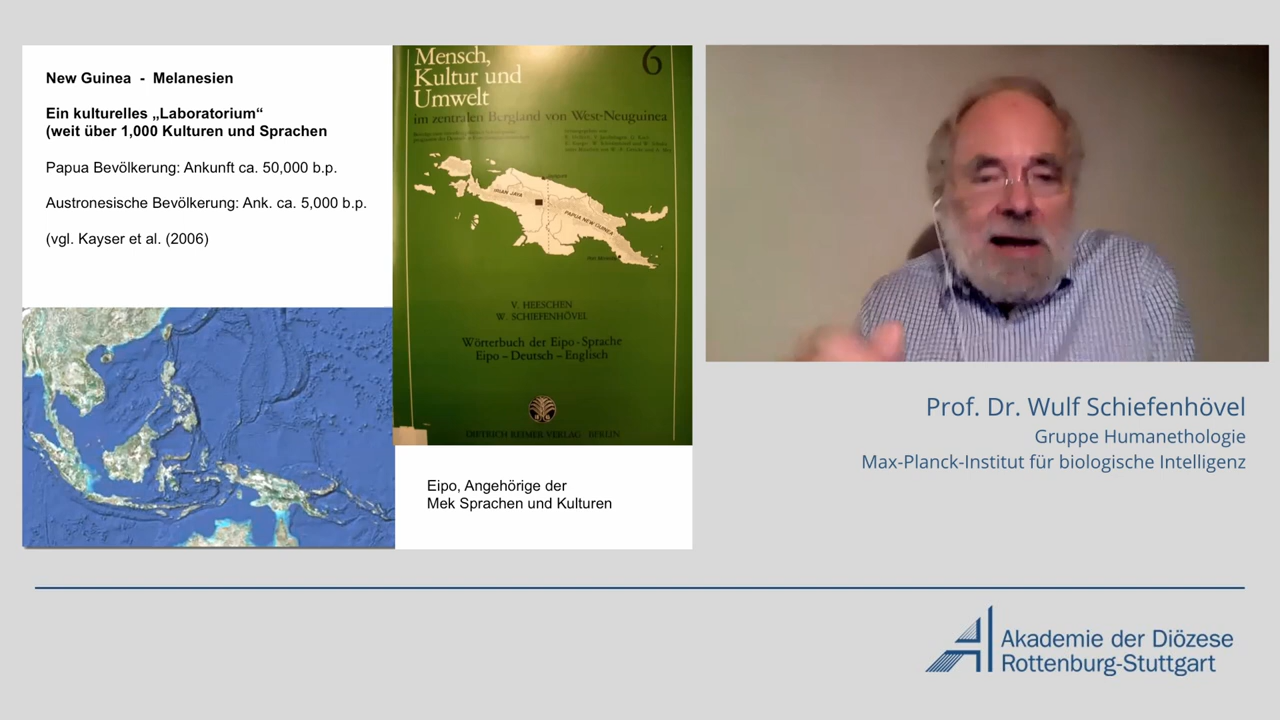 New Guinea - Melanesien
Ein kulturelles „Laboratorium“
(weit über 1,000 Kulturen und Sprachen
Papua Bevölkerung: Ankunft ca. 50,000 b.p.
Austronesische Bevölkerung: Ank. ca. 5,000 b.p.
(vgl. Kayser et al. (2006)
Mensch,
Kultur und
Umwelt
6
im zentralen Bergland von West-Neuguinea
IRIAN JAYA
PAPUA NEW GUINEA
V. HEESCHEN
W. SCHIEFENHÖVEL
Wörterbuch der Eipo-Sprache
Eipo – Deutsch – Englisch
DIETRICH REIMER VERLAG · BERLIN
Eipo, Angehörige der
Mek Sprachen und Kulturen
Prof. Dr. Wulf Schiefenhövel
Gruppe Humanethologie
Max-Planck-Institut für biologische Intelligenz
Akademie der Diözese
Rottenburg-Stuttgart